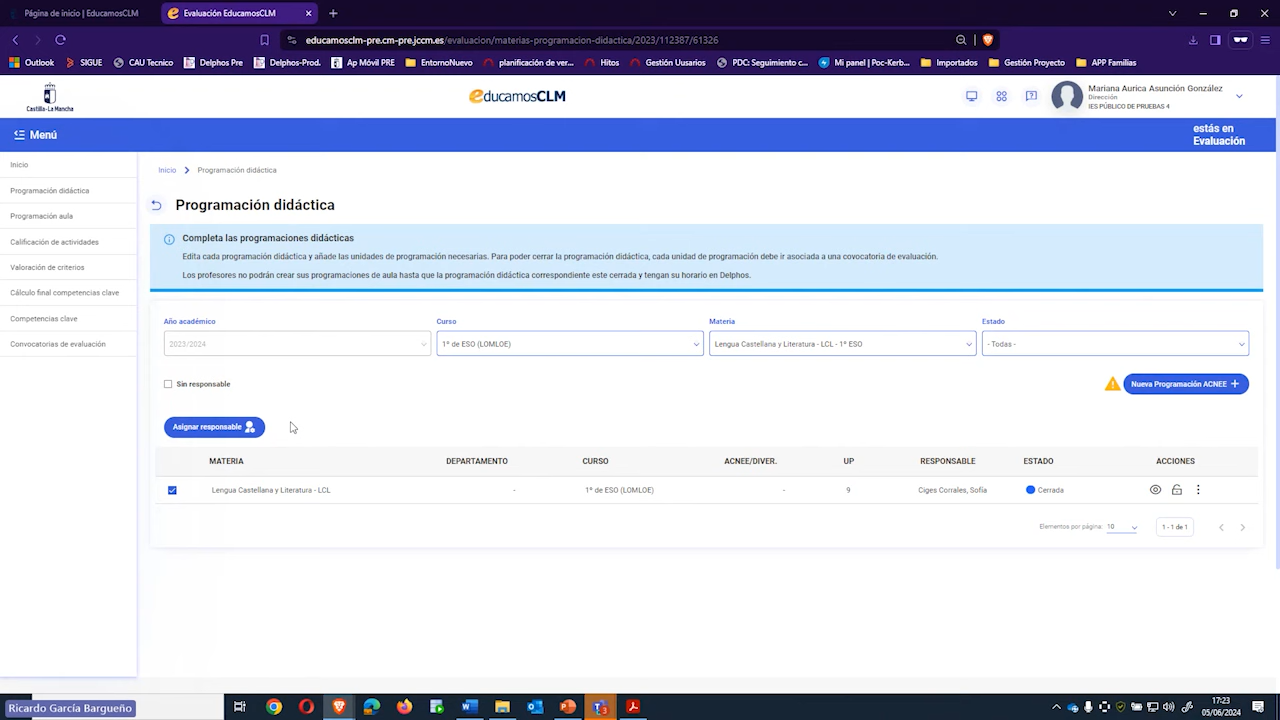 Página de inicio | EducamosCLM
Evaluación EducamosCLM
educamosclm-pre.cm-pre.jccm.es/evaluacion/materias-programacion-didactica/2023/112387/61326
Outlook
SIGUE
CAU Tecnico
Delphos Pre
Delphos-Prod.
Ap Móvil PRE
EntornoNuevo
planificación de ver...
Hitos
Gestión Usuarios
PDC: Seguimiento c...
Mi panel | Poc-Kerb...
Importados
Gestión Proyecto
APP Familias
Castilla-La Mancha
educamosCLM
Mariana Aurica Asunción González
Dirección
IES PÚBLICO DE PRUEBAS 4
Menú
estás en
Evaluación
Inicio
Programación didáctica
Programación aula
Calificación de actividades
Valoración de criterios
Cálculo final competencias clave
Competencias clave
Convocatorias de evaluación
Inicio
Programación didáctica
Programación didáctica
Completa las programaciones didácticas
Edita cada programación didáctica y añade las unidades de programación necesarias. Para poder cerrar la programación didáctica, cada unidad de programación debe ir asociada a una covocatoria de evaluación.
Los profesores no podrán crear sus programaciones de aula hasta que la programación didáctica correspondiente este cerrada y tengan su horario en Delphos.
Año académico
Curso
Materia
Estado
2023/2024
1º de ESO (LOMLOE)
Lengua Castellana y Literatura - LCL - 1º ESO
- Todas -
Sin responsable
Nueva Programación ACNEE +
Asignar responsable
MATERIA
DEPARTAMENTO
CURSO
ACNEE/DIVER.
UP
RESPONSABLE
ESTADO
ACCIONES
Lengua Castellana y Literatura - LCL
-
1º de ESO (LOMLOE)
-
9
Ciges Corrales, Sofía
Cerrada
Elementos por página:
10
1 - 1 de 1
Ricardo García Bargueño
17:23
05/06/2024